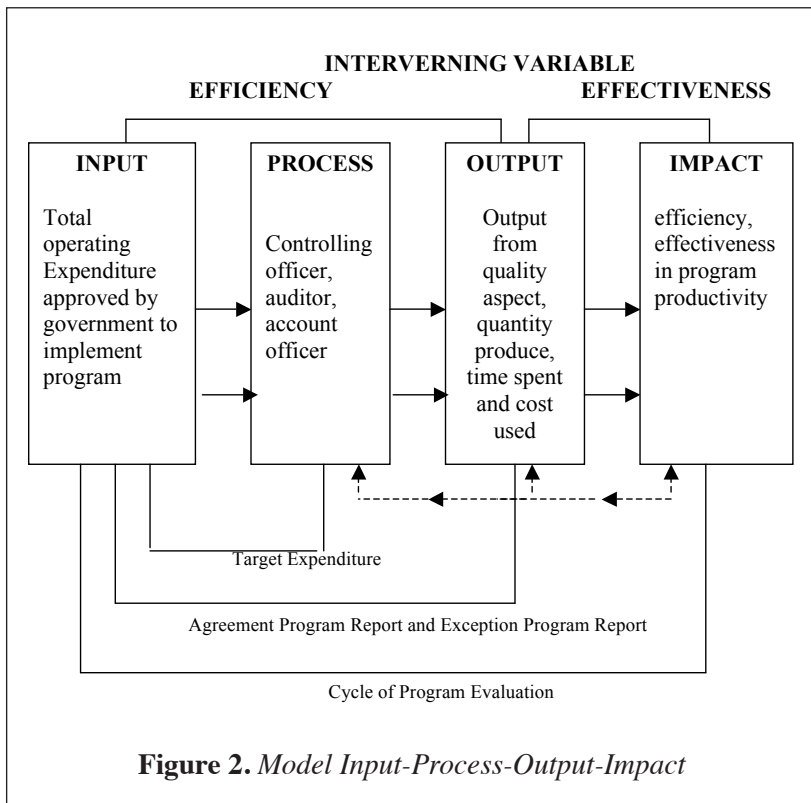 INTERVERNING VARIABLE
EFFICIENCY EFFECTIVENESS
INPUT
Total
operating
Expenditure
approved by
government to
implement
program
PROCESS
Controlling
officer,
auditor,
account
officer
OUTPUT
Output
from
quality
aspect,
quantity
produce,
time spent
and cost
used
IMPACT
efficiency,
effectiveness
in program
productivity
Target Expenditure
Agreement Program Report and Exception Program Report
Cycle of Program Evaluation
Figure 2. Model Input-Process-Output-Impact